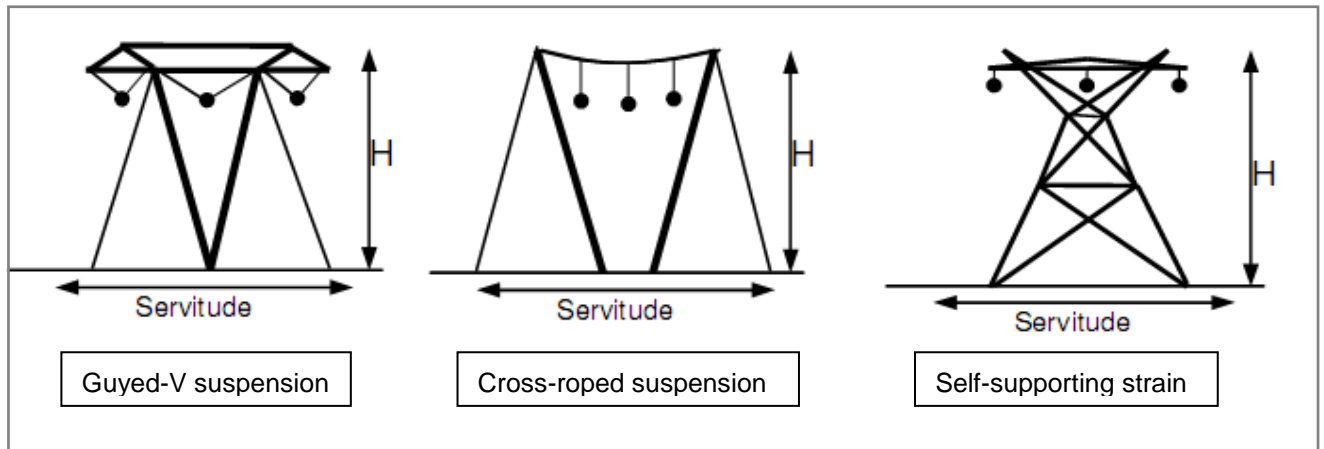 H
H
H
Servitude
Servitude
Servitude
Guyed-V suspension
Cross-roped suspension
Self-supporting strain